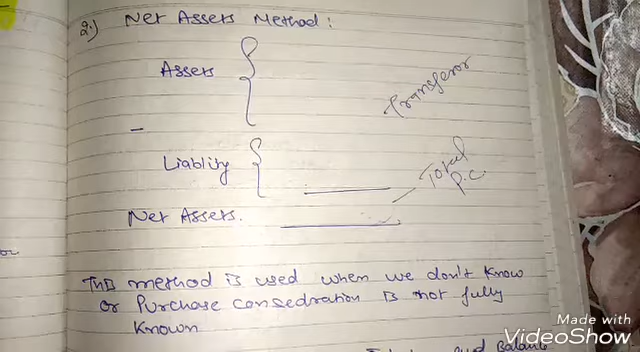 2.) Net Assets Method:
Assets
Transferor
-
Liablity
Total
P.C.
Net Assets.
This method is used when we don't know
or Purchase consedration is not fully
known
Balance
Made with
VideoShow